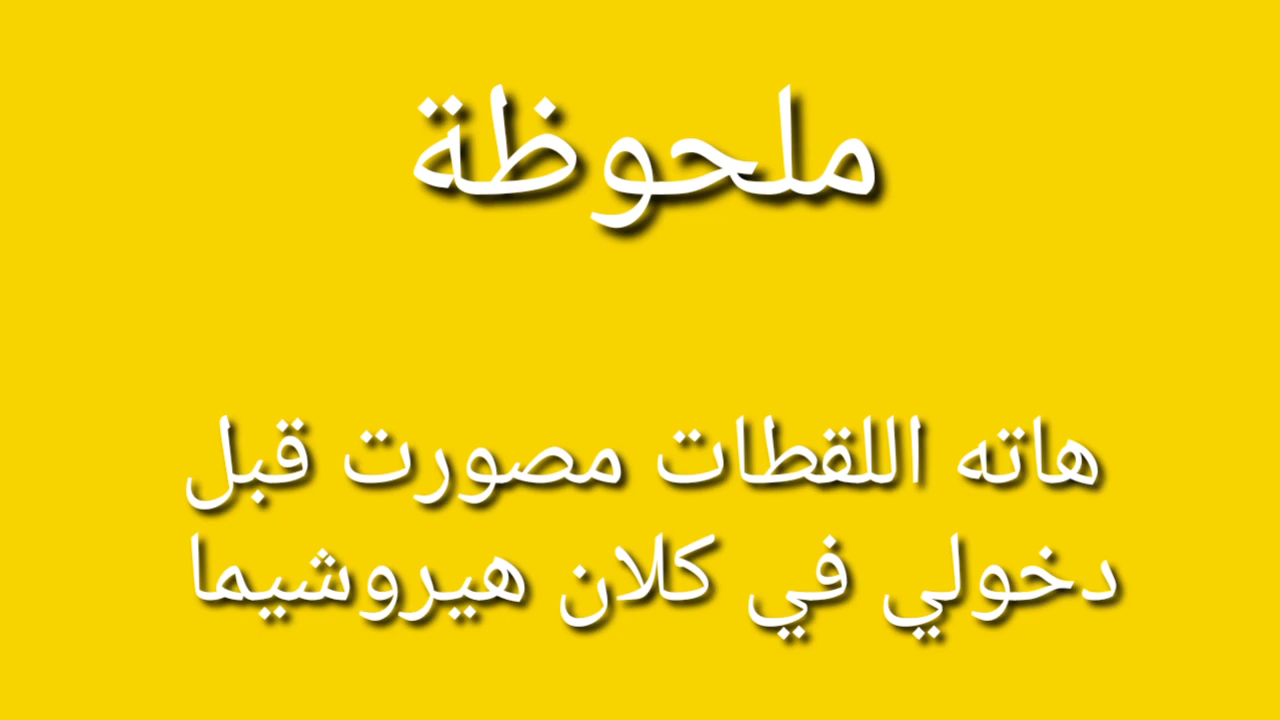 ملحوظة
هاته اللقطات مصورت قبل
دخولي في كلان هيروشيما